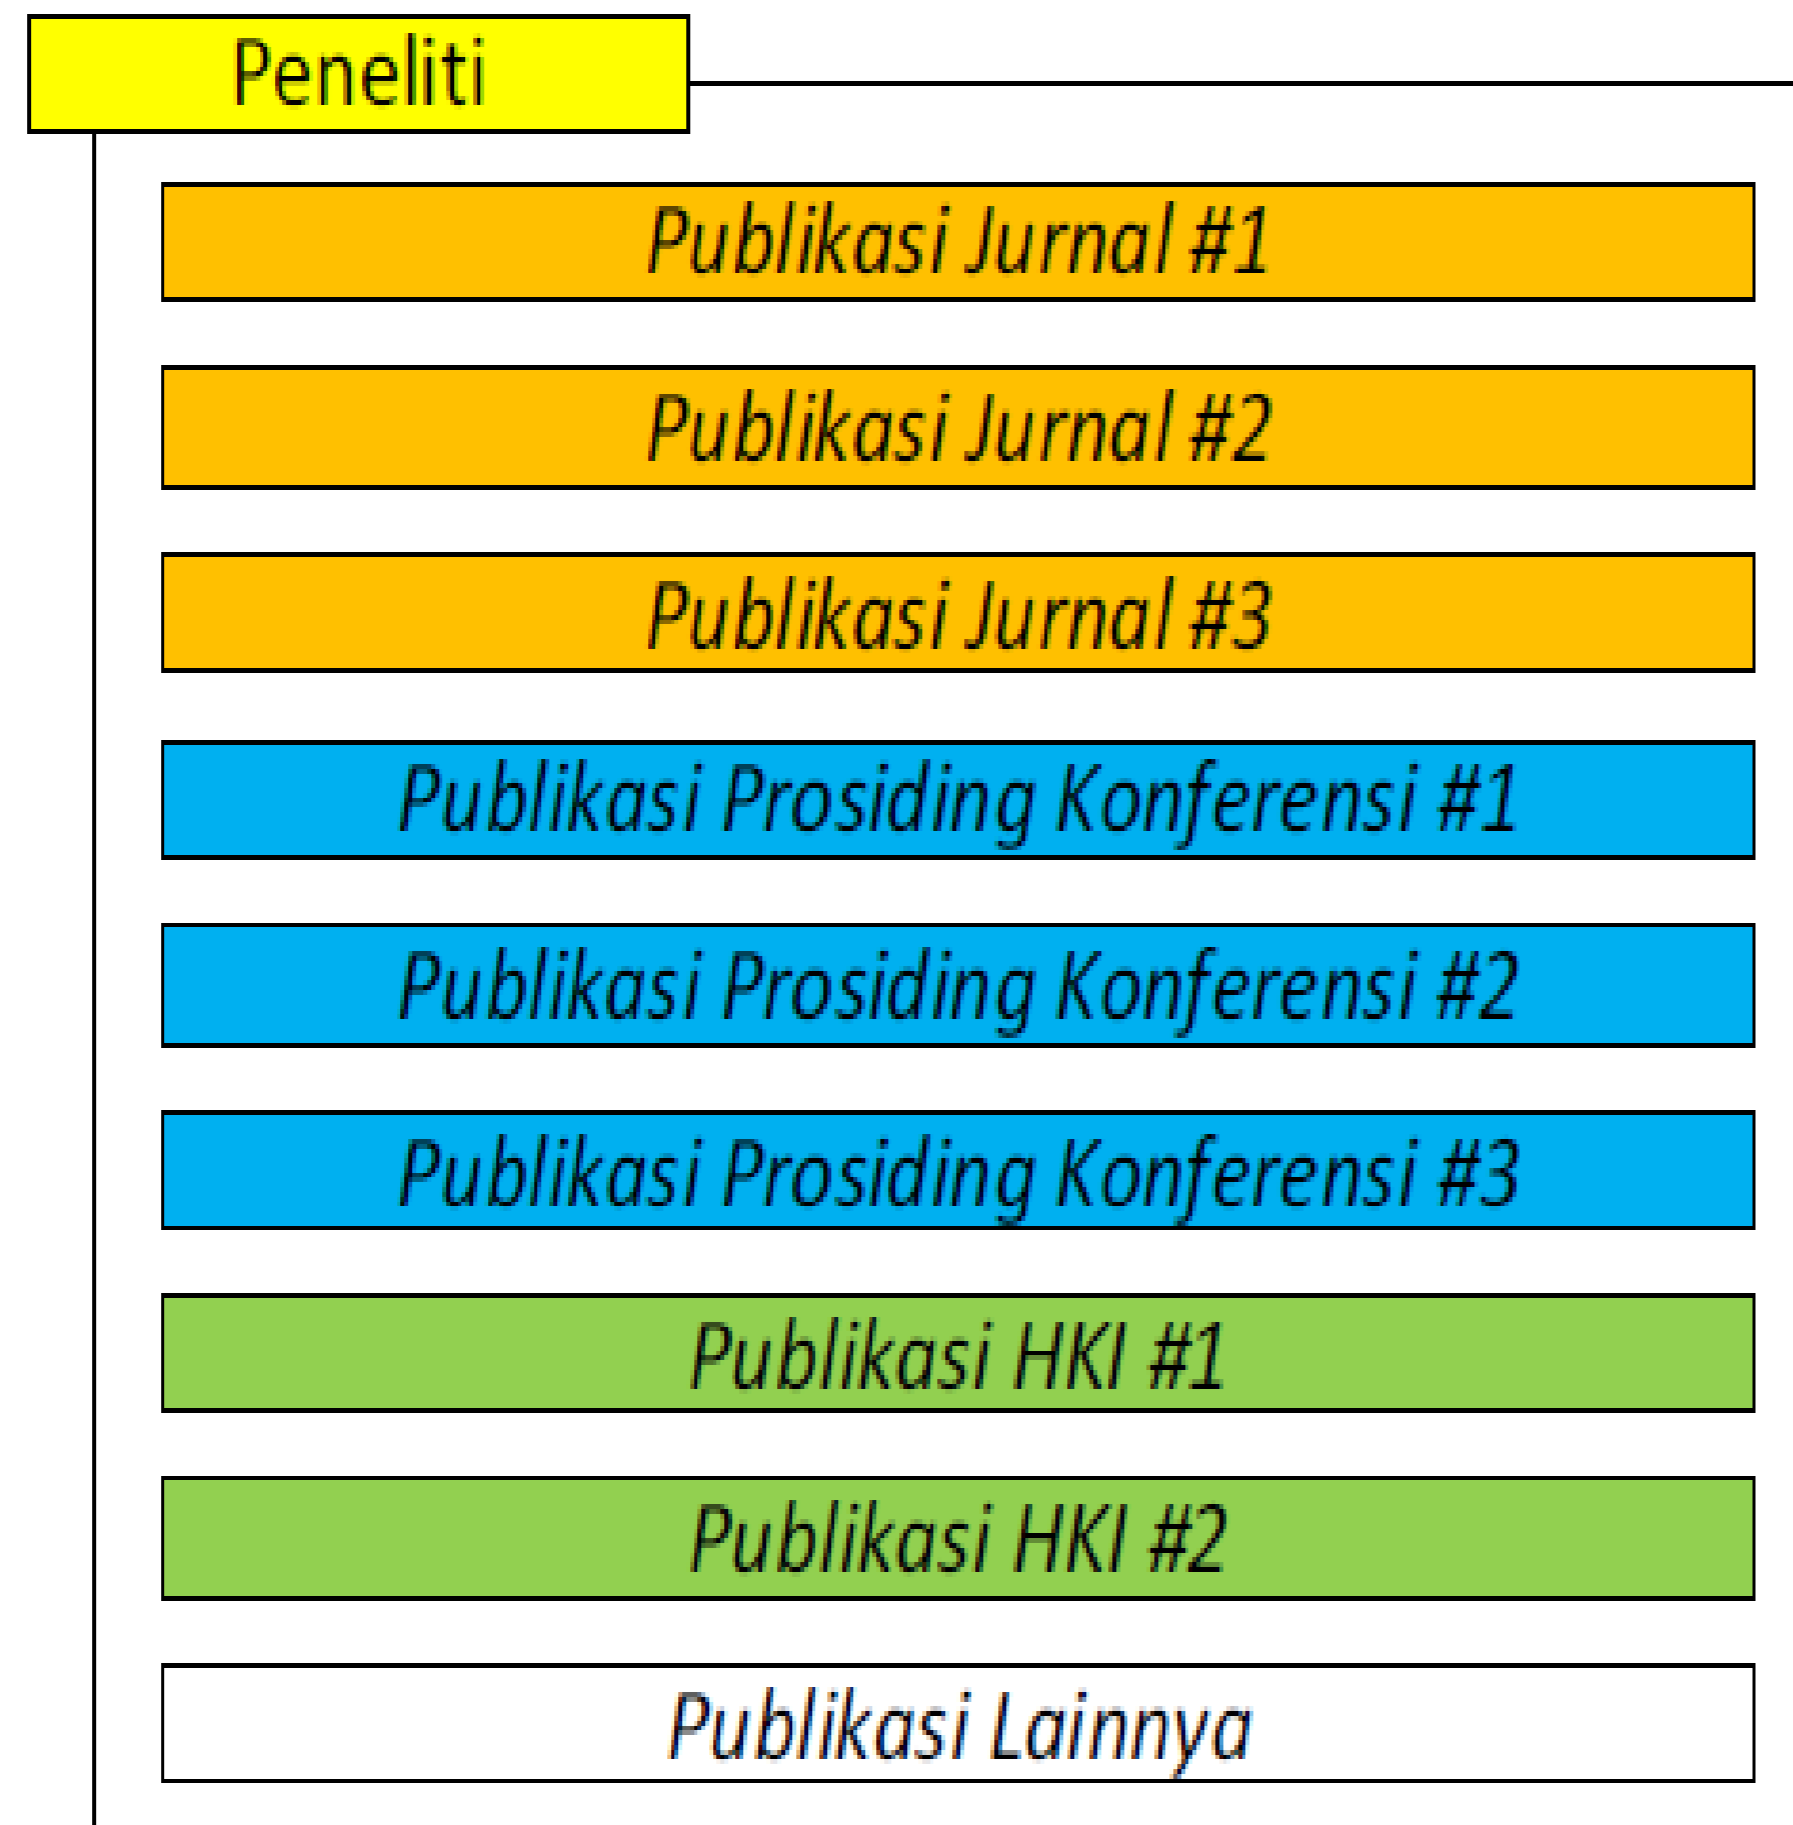 Peneliti
Publikasi Jurnal #1
Publikasi Jurnal #2
Publikasi Jurnal #3
Publikasi Prosiding Konferensi #1
Publikasi Prosiding Konferensi #2
Publikasi Prosiding Konferensi #3
Publikasi HKI #1
Publikasi HKI #2
Publikasi Lainnya